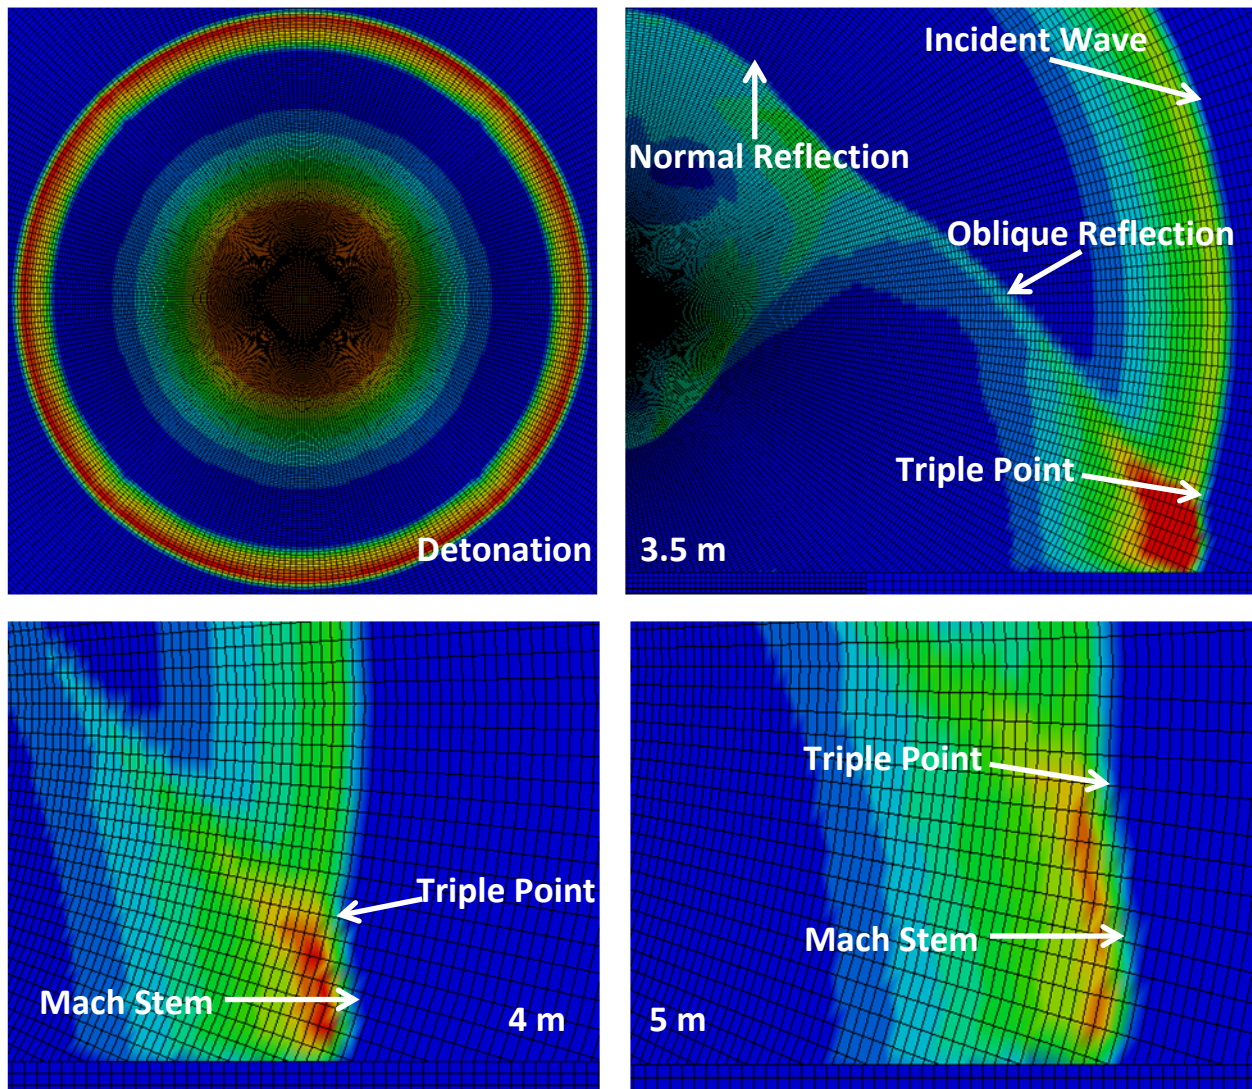 Detonation
Incident Wave
Normal Reflection
Oblique Reflection
Triple Point
3.5 m
Triple Point
Mach Stem
4 m
Triple Point
Mach Stem
5 m